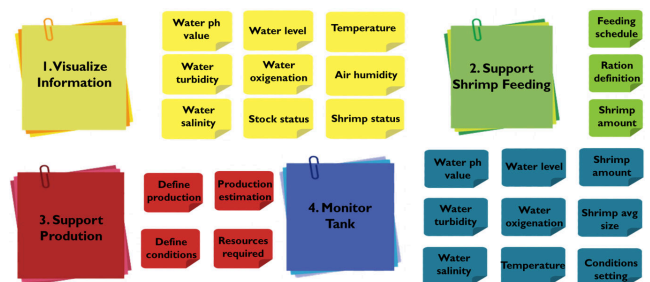 1. Visualize
Information
Water ph
value
Water level
Temperature
Water
turbidity
Water
oxigenation
Air humidity
Water
salinity
Stock status
Shrimp status
2. Support
Shrimp Feeding
Feeding
schedule
Ration
definition
Shrimp
amount
3. Support
Prodution
Define
production
Production
estimation
Define
conditions
Resources
required
4. Monitor
Tank
Water ph
value
Water level
Shrimp
amount
Water
turbidity
Water
oxigenation
Shrimp avg
size
Water
salinity
Temperature
Conditions
setting